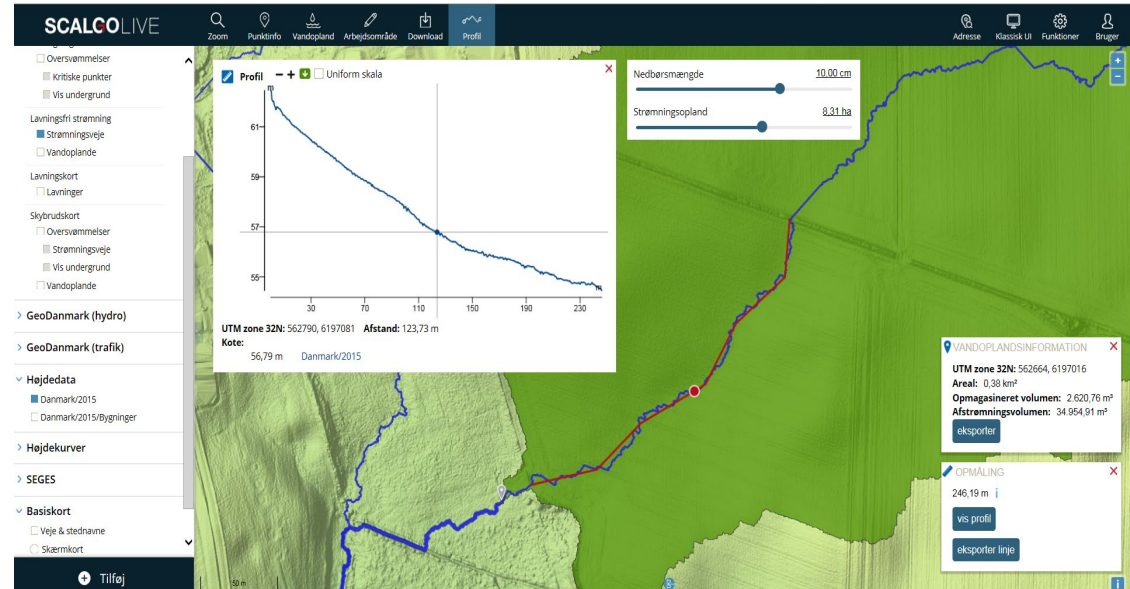 SCALGO LIVE
Zoom Punktinfo Vandopland Arbejdsområde Download Profil Adresse Klassisk UI Funktioner Bruger
Oversvømmelser
Kritiske punkter
Vis undergrund
Lavningsfri strømning
Strømningsveje
Vandoplande
Lavningskort
Lavninger
Skybrudskort
Oversvømmelser
Strømningsveje
Vis undergrund
Vandoplande
GeoDanmark (hydro)
GeoDanmark (trafik)
Højdedata
Danmark/2015
Danmark/2015/Bygninger
Højdekurver
SEGES
Basiskort
Veje & stednavne
Skærmkort
Tilføj
Profil − + Uniform skala
m
61
59
57
55
30 70 110 150 190 230 m
UTM zone 32N: 562790, 6197081 Afstand: 123,73 m
Kote:
56,79 m Danmark/2015
Nedbørsmængde 10,00 cm
Strømningsopland 8,31 ha
VANDOPLANDSINFORMATION
UTM zone 32N: 562664, 6197016
Areal: 0,38 km²
Opmagasineret volumen: 2.620,76 m³
Afstrømningsvolumen: 34.954,91 m³
eksporter
OPMÅLING
246,19 m i
vis profil
eksporter linje
50 m
i